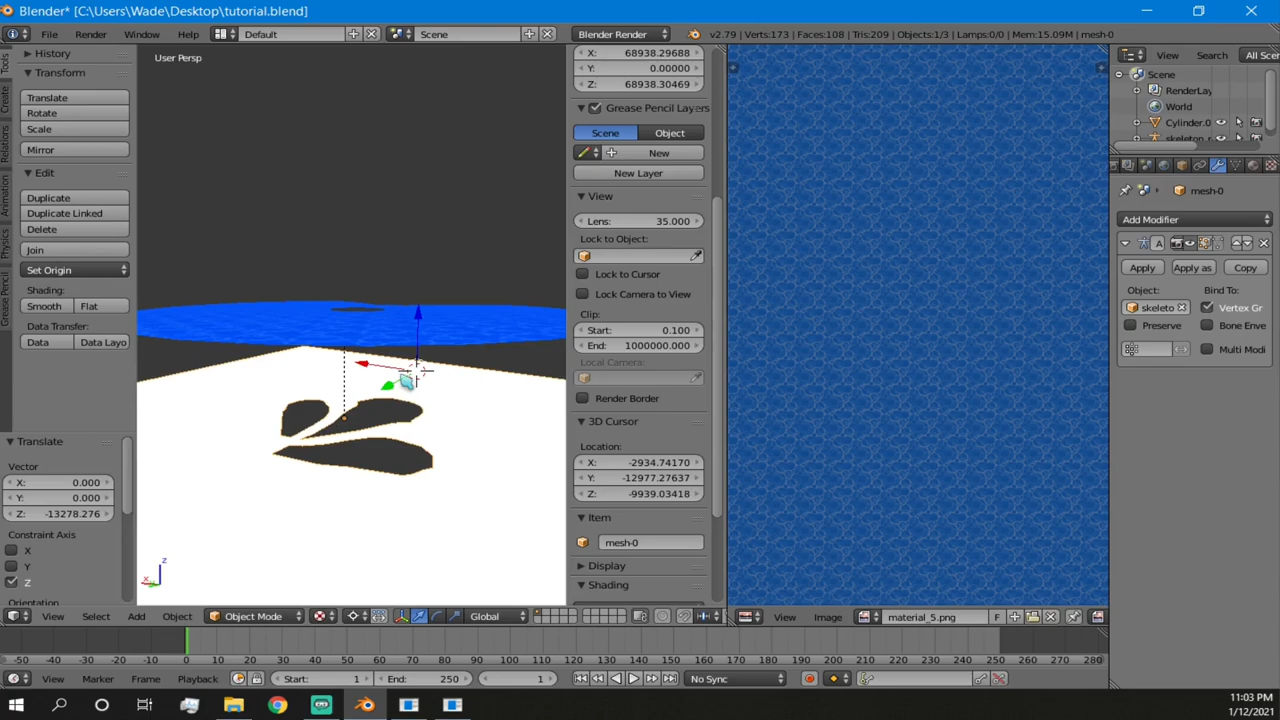 Blender* [C:\Users\Wade\Desktop\tutorial.blend]
File Render Window Help Default Scene Blender Render v2.79 | Verts:173 | Faces:108 | Tris:209 | Objects:1/3 | Lamps:0/0 | Mem:15.09M | mesh-0
Tools
Create
Relations
Animation
Physics
Grease Pencil
History
Transform
Translate
Rotate
Scale
Mirror
Edit
Duplicate
Duplicate Linked
Delete
Join
Set Origin
Shading:
Smooth Flat
Data Transfer:
Data Data Layo
Translate
Vector
X: 0.000
Y: 0.000
Z: -13278.276
Constraint Axis
X
Y
Z
Orientation
User Persp
z
x
X: 68938.29688
Y: 0.00000
Z: 68938.30469
Grease Pencil Layers
Scene Object
New
New Layer
View
Lens: 35.000
Lock to Object:
Lock to Cursor
Lock Camera to View
Clip:
Start: 0.100
End: 1000000.000
Local Camera:
Render Border
3D Cursor
Location:
X: -2934.74170
Y: -12977.27637
Z: -9939.03418
Item
mesh-0
Display
Shading
View Select Add Object Object Mode Global
View Image material_5.png F
View Search All Scen
Scene
RenderLay
World
Cylinder.0
skeleton_r
mesh-0
Add Modifier
A
Apply Apply as Copy
Object: Bind To:
skeleto Vertex Gr
Preserve Bone Enve
Multi Modi
-50 -40 -30 -20 -10 0 10 20 30 40 50 60 70 80 90 100 110 120 130 140 150 160 170 180 190 200 210 220 230 240 250 260 270 280
View Marker Frame Playback Start: 1 End: 250 1 No Sync
11:03 PM
1/12/2021